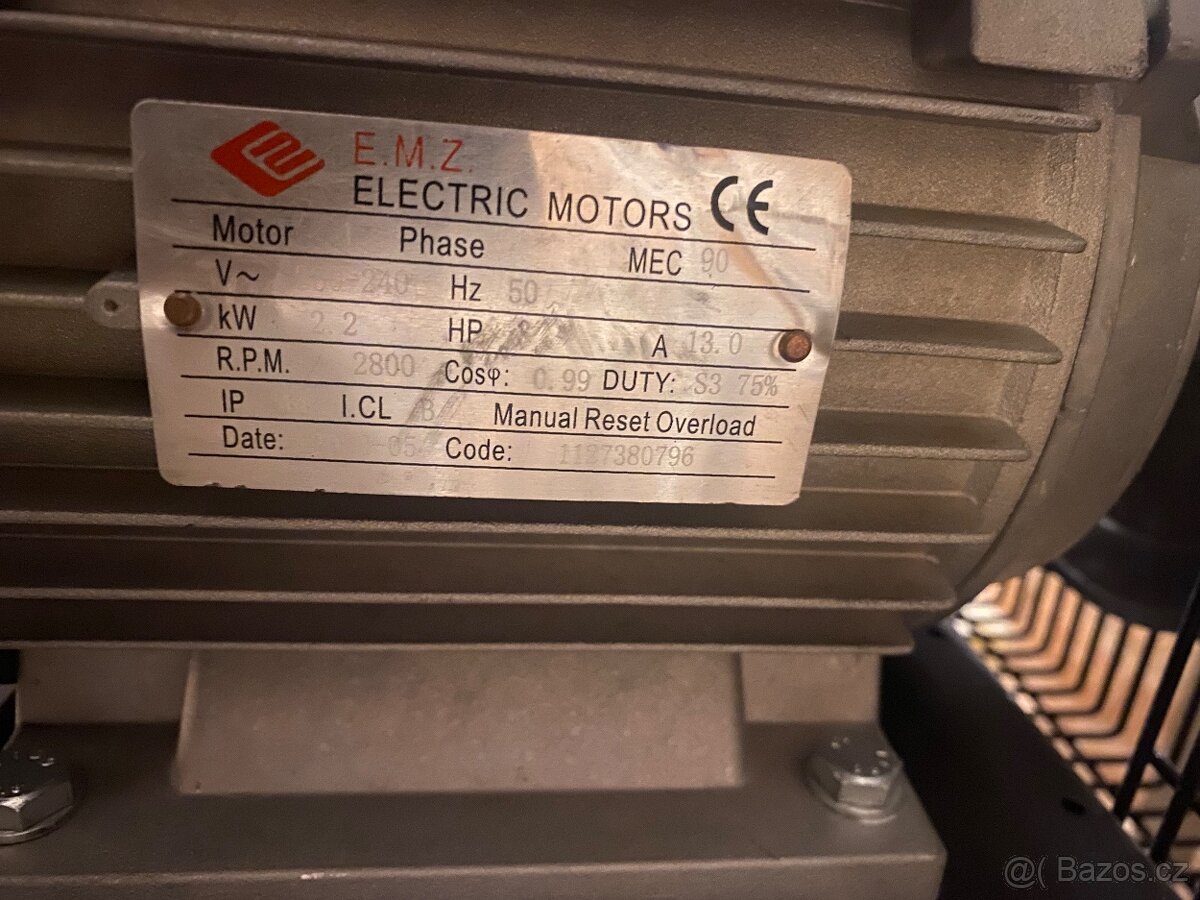 E.M.Z.
ELECTRIC MOTORS CE
Motor Phase MEC 90
V~ -240 Hz 50
kW 2.2 HP A 13.0
R.P.M. 2800 Cosφ: 0.99 DUTY: S3 75%
IP I.CL B Manual Reset Overload
Date: 05 Code: 1127380796
@( Bazos.cz